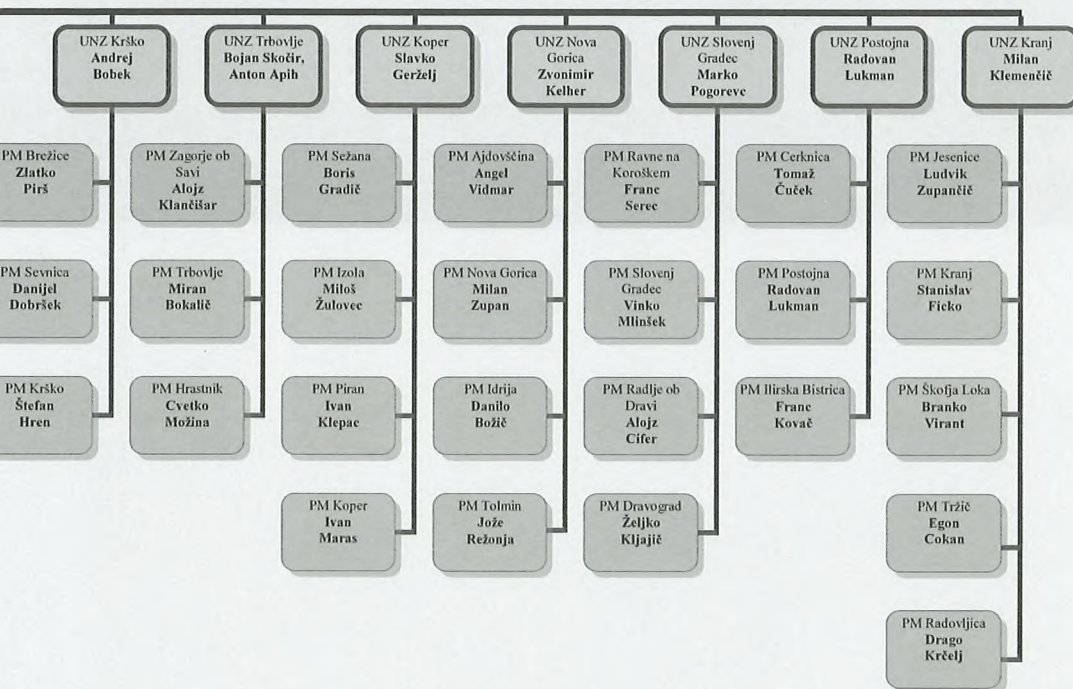 UNZ Krško
Andrej
Bobek
UNZ Trbovlje
Bojan Skočir,
Anton Apih
UNZ Koper
Slavko
Gerželj
UNZ Nova
Gorica
Zvonimir
Kelher
UNZ Slovenj
Gradec
Marko
Pogorevc
UNZ Postojna
Radovan
Lukman
UNZ Kranj
Milan
Klemenčič
PM Brežice
Zlatko
Pirš
PM Zagorje ob
Savi
Alojz
Klančišar
PM Sežana
Boris
Gradič
PM Ajdovščina
Angel
Vidmar
PM Ravne na
Koroškem
Franc
Serec
PM Cerknica
Tomaž
Čuček
PM Jesenice
Ludvik
Zupančič
PM Sevnica
Danijel
Dobršek
PM Trbovlje
Miran
Bokalič
PM Izola
Miloš
Žulovec
PM Nova Gorica
Milan
Zupan
PM Slovenj
Gradec
Vinko
Mlinšek
PM Postojna
Radovan
Lukman
PM Kranj
Stanislav
Ficko
PM Krško
Štefan
Hren
PM Hrastnik
Cvetko
Možina
PM Piran
Ivan
Klepac
PM Idrija
Danilo
Božič
PM Radlje ob
Dravi
Alojz
Cifer
PM Ilirska Bistrica
Franc
Kovač
PM Škofja Loka
Branko
Virant
PM Koper
Ivan
Maras
PM Tolmin
Jože
Režonja
PM Dravograd
Željko
Kljajič
PM Tržič
Egon
Cokan
PM Radovljica
Drago
Krčelj